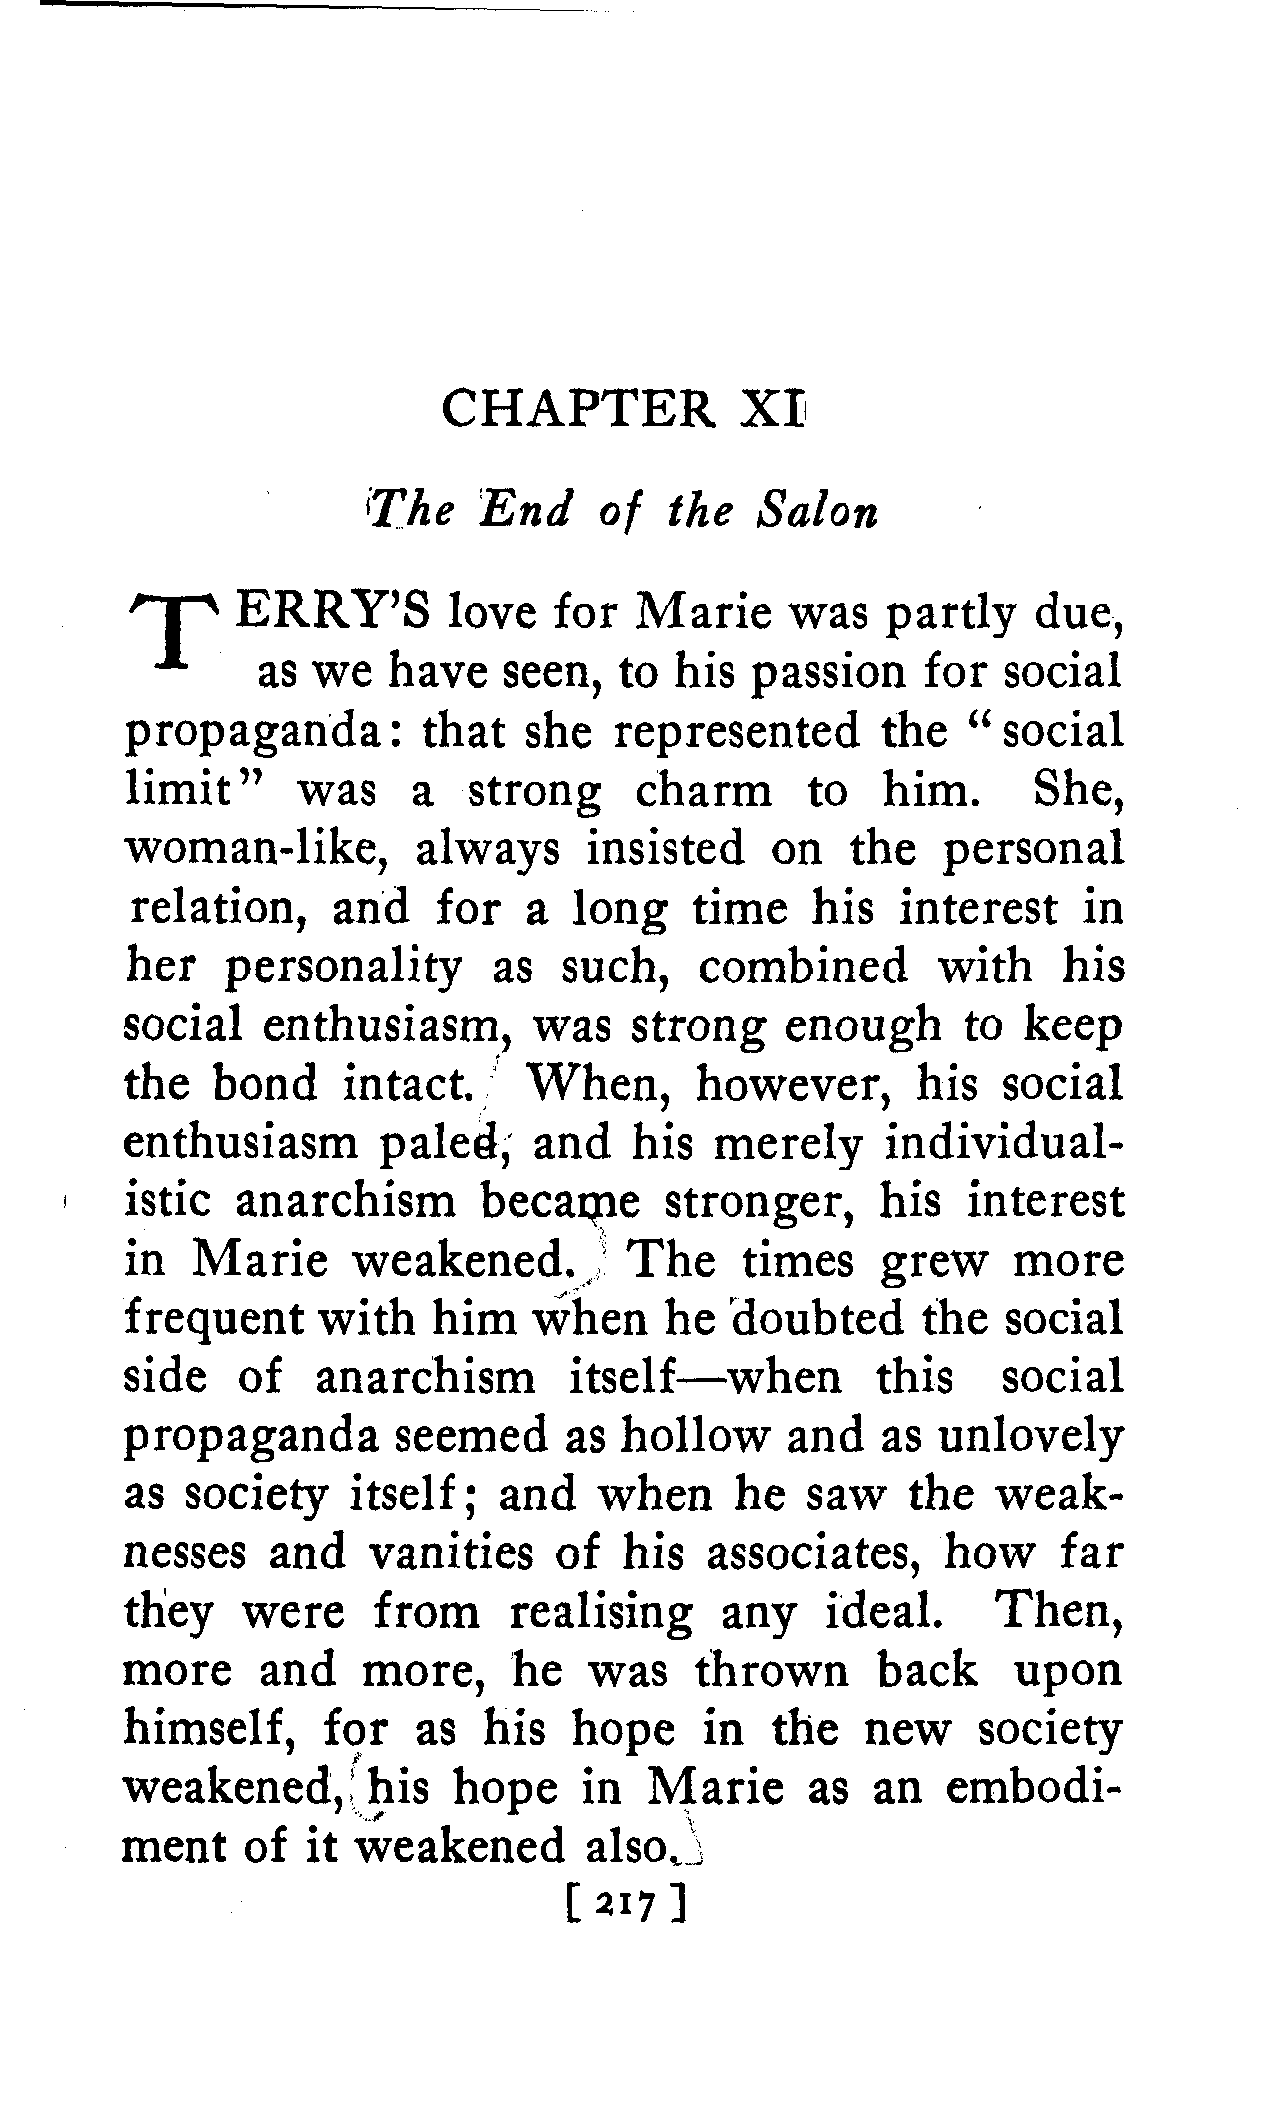 CHAPTER XI
The End of the Salon
TERRY'S love for Marie was partly due,
as we have seen, to his passion for social
propaganda: that she represented the "social
limit" was a strong charm to him. She,
woman-like, always insisted on the personal
relation, and for a long time his interest in
her personality as such, combined with his
social enthusiasm, was strong enough to keep
the bond intact. When, however, his social
enthusiasm paled, and his merely individual-
istic anarchism became stronger, his interest
in Marie weakened. The times grew more
frequent with him when he doubted the social
side of anarchism itself—when this social
propaganda seemed as hollow and as unlovely
as society itself; and when he saw the weak-
nesses and vanities of his associates, how far
they were from realising any ideal. Then,
more and more, he was thrown back upon
himself, for as his hope in the new society
weakened, his hope in Marie as an embodi-
ment of it weakened also.
[ 217 ]